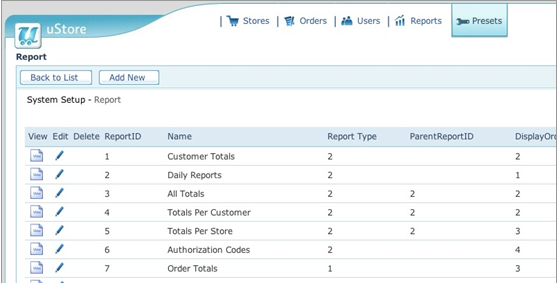 uStore
Stores Orders Users Reports Presets
Report
Back to List Add New
System Setup - Report
View Edit Delete ReportID Name Report Type ParentReportID DisplayOrd
1 Customer Totals 2 2
2 Daily Reports 2 1
3 All Totals 2 2 2
4 Totals Per Customer 2 2 2
5 Totals Per Store 2 2 3
6 Authorization Codes 2 4
7 Order Totals 1 3